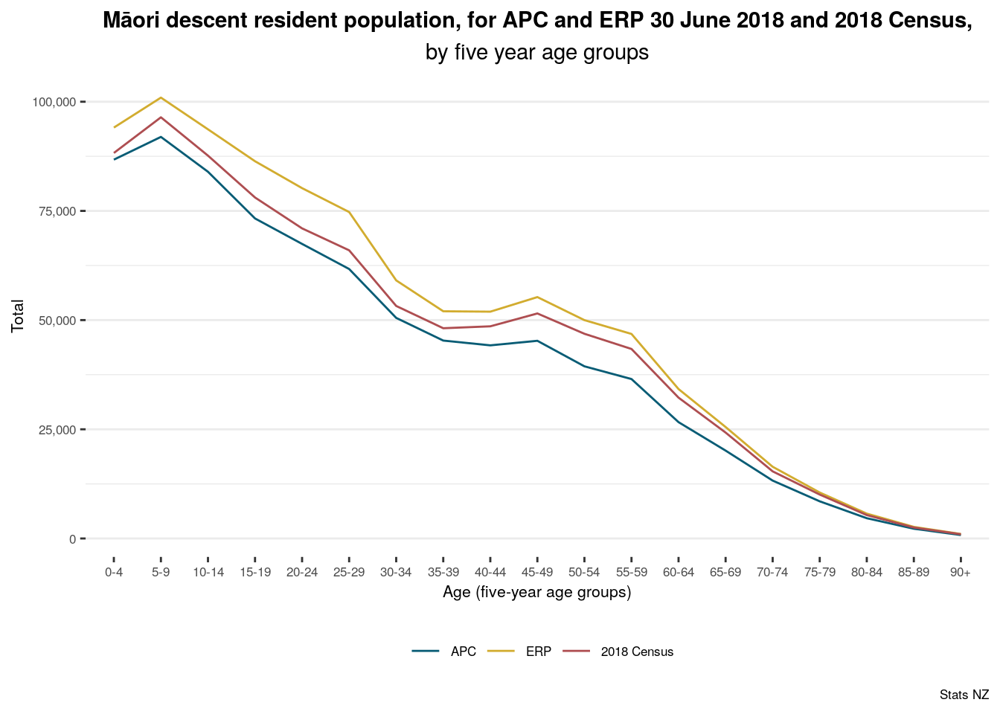 Māori descent resident population, for APC and ERP 30 June 2018 and 2018 Census,
by five year age groups
Total
100,000
75,000
50,000
25,000
0
0-4 5-9 10-14 15-19 20-24 25-29 30-34 35-39 40-44 45-49 50-54 55-59 60-64 65-69 70-74 75-79 80-84 85-89 90+
Age (five-year age groups)
APC ERP 2018 Census
Stats NZ